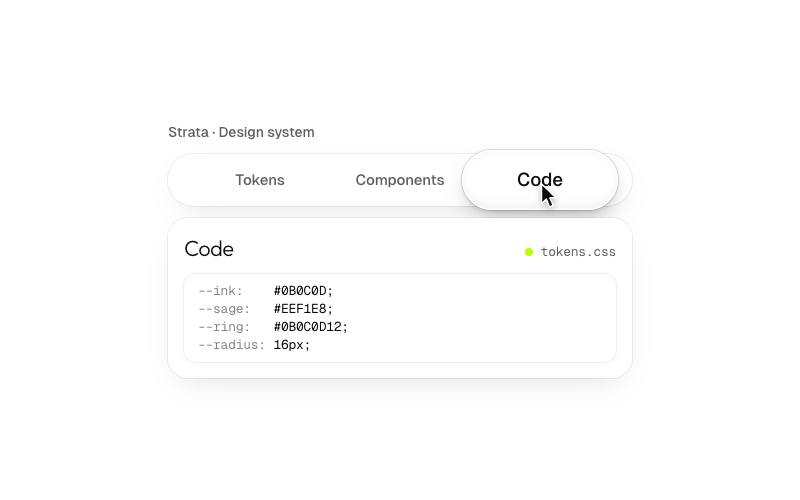 Strata · Design system
Tokens Components Code
Code tokens.css
--ink: #0B0C0D;
--sage: #EEF1E8;
--ring: #0B0C0D12;
--radius: 16px;